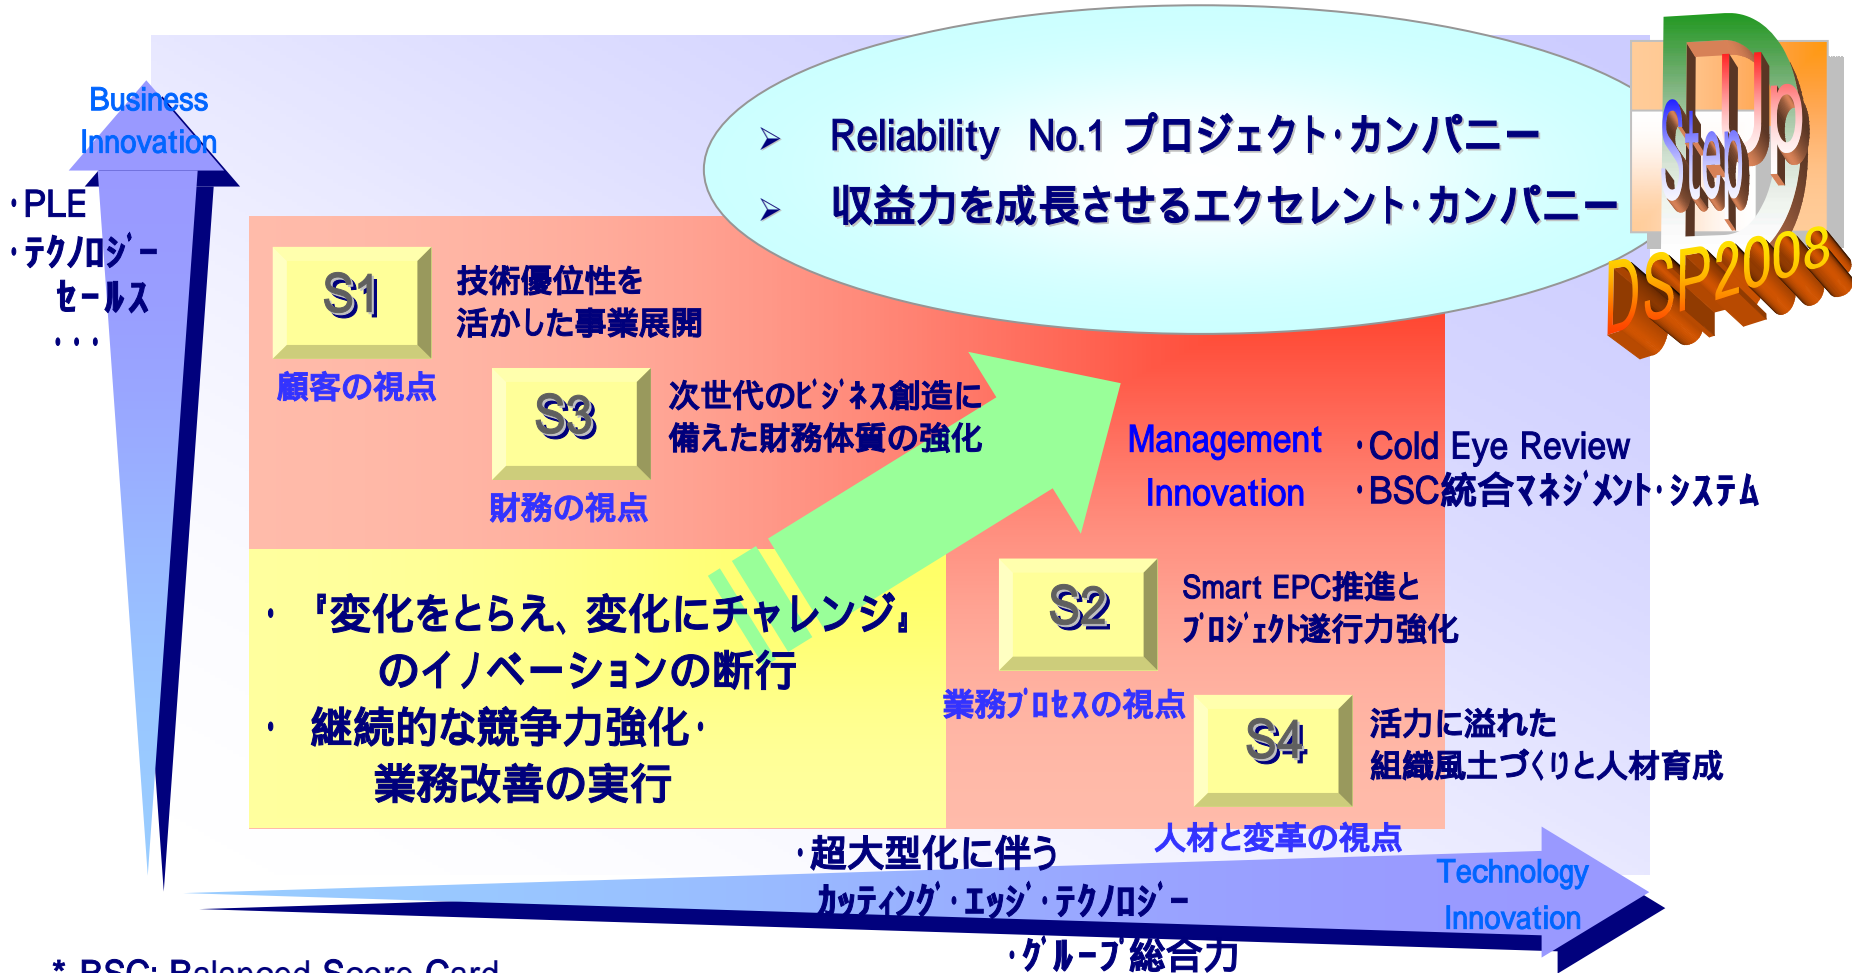 Business
Innovation
・PLE
・ﾃｸﾉﾛｼﾞｰ
ｾｰﾙｽ
・・・
➢ Reliability No.1 プロジェクト・カンパニー
➢ 収益力を成長させるエクセレント・カンパニー
D
Step Up
DSP2008
S1
技術優位性を
活かした事業展開
顧客の視点
S3
次世代のﾋﾞｼﾞﾈｽ創造に
備えた財務体質の強化
財務の視点
Management
Innovation
・Cold Eye Review
・BSC統合ﾏﾈｼﾞﾒﾝﾄ・ｼｽﾃﾑ
・ 『変化をとらえ、変化にチャレンジ』
のイノベーションの断行
・ 継続的な競争力強化・
業務改善の実行
S2
Smart EPC推進と
ﾌﾟﾛｼﾞｪｸﾄ遂行力強化
業務ﾌﾟﾛｾｽの視点
S4
活力に溢れた
組織風土づくりと人材育成
人材と変革の視点
・超大型化に伴う
ｶｯﾃｨﾝｸﾞ・ｴｯｼﾞ・ﾃｸﾉﾛｼﾞｰ
・ｸﾞﾙｰﾌﾟ総合力
Technology
Innovation
* BSC: Balanced Score Card